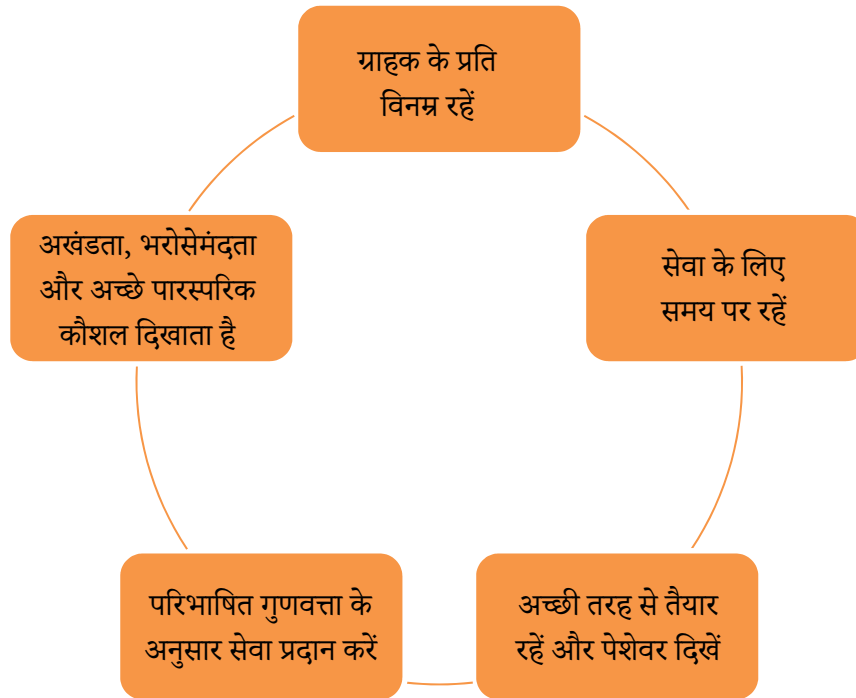 ग्राहक के प्रति
विनम्र रहें
सेवा के लिए
समय पर रहें
अच्छी तरह से तैयार
रहें और पेशेवर दिखें
परिभाषित गुणवत्ता के
अनुसार सेवा प्रदान करें
अखंडता, भरोसेमंदता
और अच्छे पारस्परिक
कौशल दिखाता है